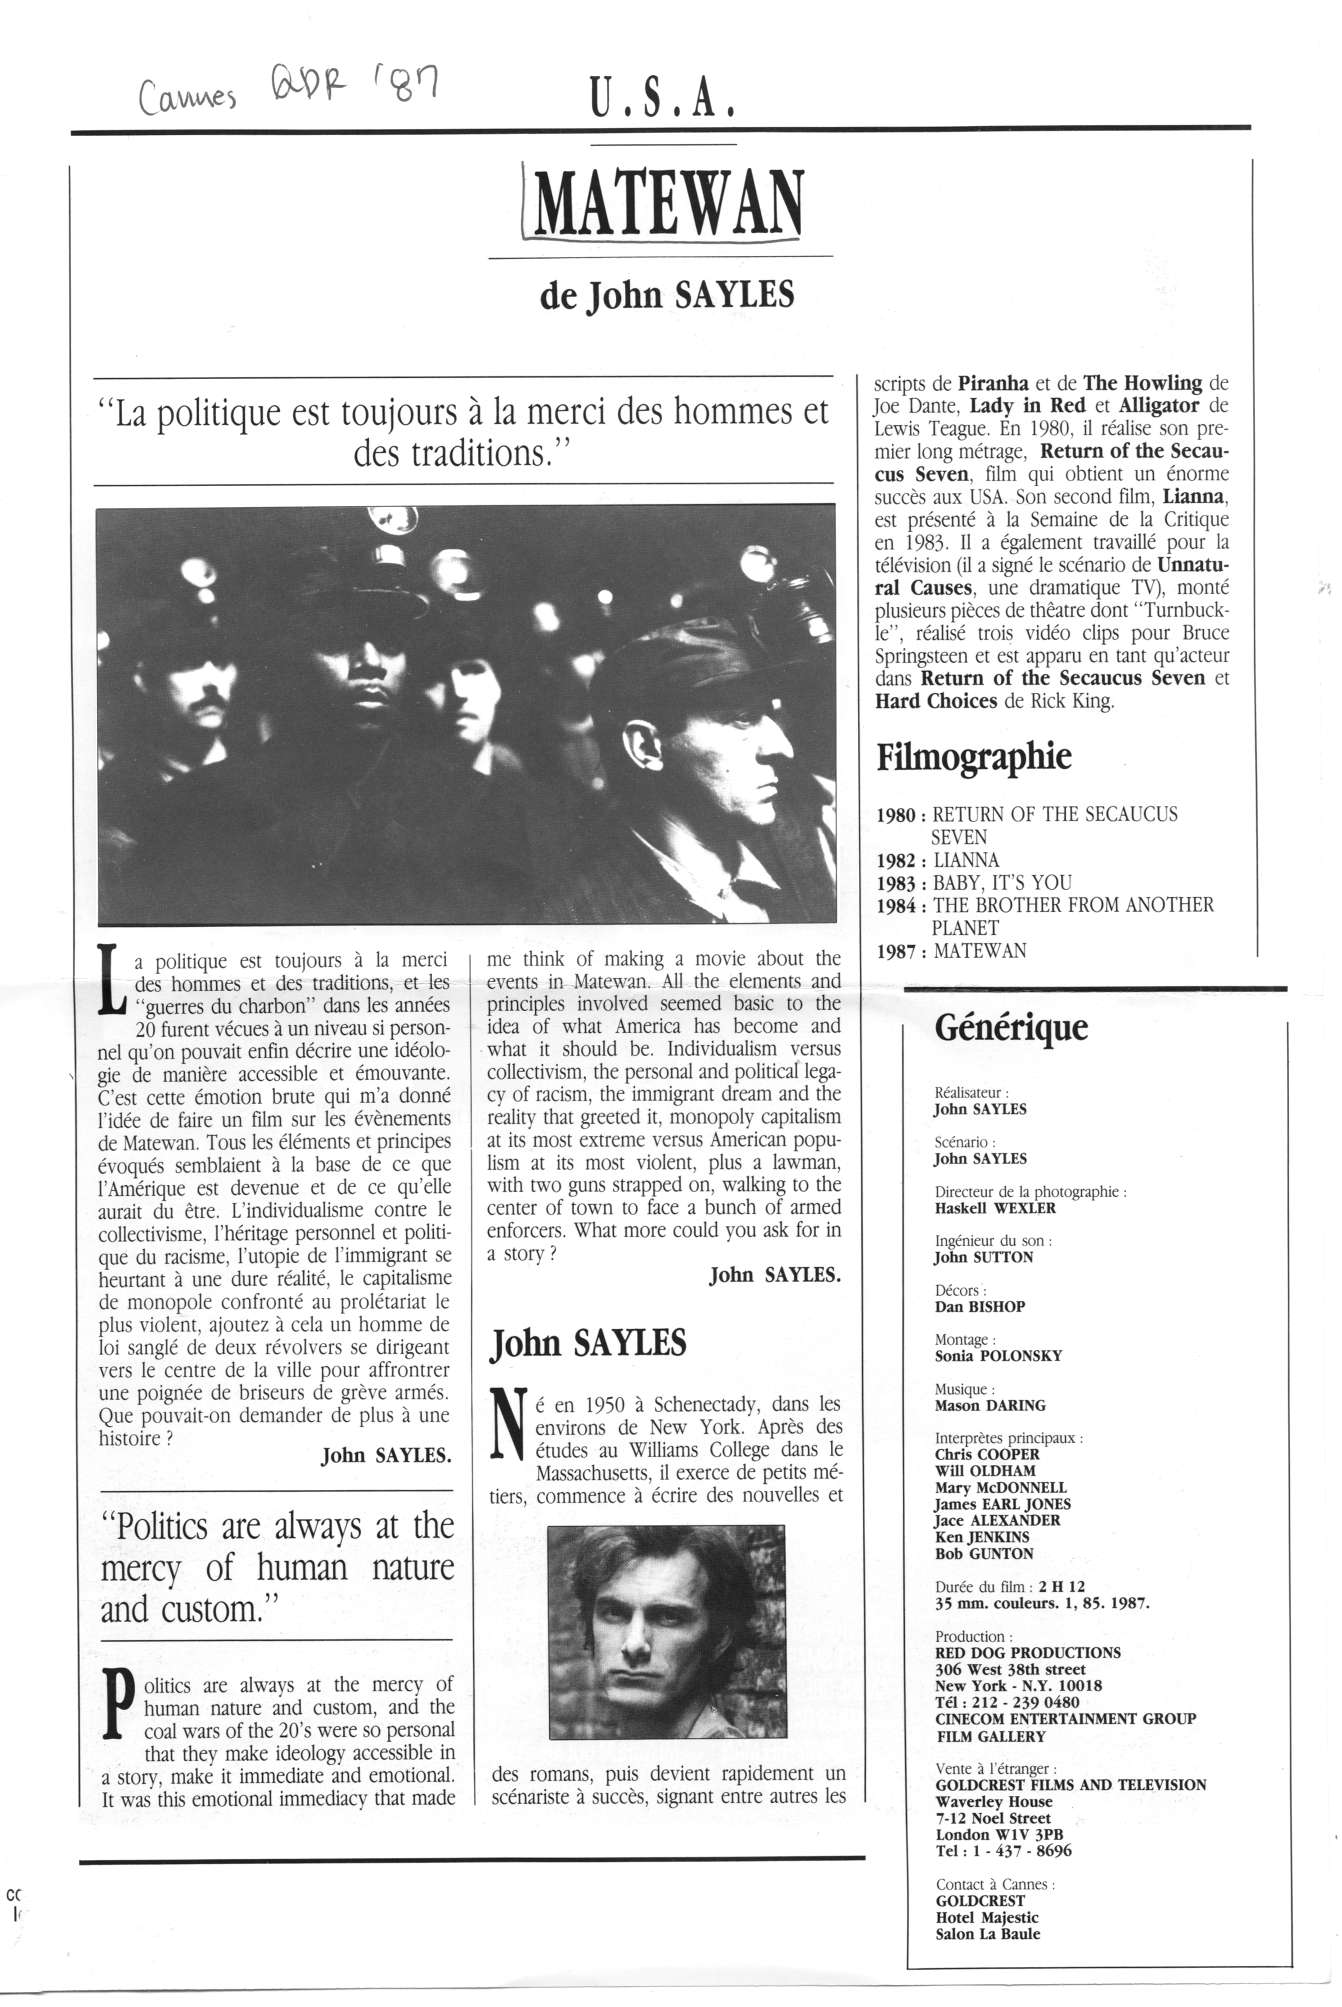 Cannes QDR '87
U.S.A.
MATEWAN
de John SAYLES
“La politique est toujours à la merci des hommes et
des traditions.”
La politique est toujours à la merci
des hommes et des traditions, et les
“guerres du charbon” dans les années
20 furent vécues à un niveau si person-
nel qu’on pouvait enfin décrire une idéolo-
gie de manière accessible et émouvante.
C’est cette émotion brute qui m’a donné
l’idée de faire un film sur les évènements
de Matewan. Tous les éléments et principes
évoqués semblaient à la base de ce que
l’Amérique est devenue et de ce qu’elle
aurait du être. L’individualisme contre le
collectivisme, l’héritage personnel et politi-
que du racisme, l’utopie de l’immigrant se
heurtant à une dure réalité, le capitalisme
de monopole confronté au prolétariat le
plus violent, ajoutez à cela un homme de
loi sanglé de deux révolvers se dirigeant
vers le centre de la ville pour affrontrer
une poignée de briseurs de grève armés.
Que pouvait-on demander de plus à une
histoire ?
John SAYLES.
“Politics are always at the
mercy of human nature
and custom.”
Politics are always at the mercy of
human nature and custom, and the
coal wars of the 20’s were so personal
that they make ideology accessible in
a story, make it immediate and emotional.
It was this emotional immediacy that made
me think of making a movie about the
events in Matewan. All the elements and
principles involved seemed basic to the
idea of what America has become and
what it should be. Individualism versus
collectivism, the personal and political lega-
cy of racism, the immigrant dream and the
reality that greeted it, monopoly capitalism
at its most extreme versus American popu-
lism at its most violent, plus a lawman,
with two guns strapped on, walking to the
center of town to face a bunch of armed
enforcers. What more could you ask for in
a story ?
John SAYLES.
John SAYLES
Né en 1950 à Schenectady, dans les
environs de New York. Après des
études au Williams College dans le
Massachusetts, il exerce de petits mé-
tiers, commence à écrire des nouvelles et
des romans, puis devient rapidement un
scénariste à succès, signant entre autres les
scripts de Piranha et de The Howling de
Joe Dante, Lady in Red et Alligator de
Lewis Teague. En 1980, il réalise son pre-
mier long métrage, Return of the Secau-
cus Seven, film qui obtient un énorme
succès aux USA. Son second film, Lianna,
est présenté à la Semaine de la Critique
en 1983. Il a également travaillé pour la
télévision (il a signé le scénario de Unnatu-
ral Causes, une dramatique TV), monté
plusieurs pièces de thêatre dont “Turnbuck-
le”, réalisé trois vidéo clips pour Bruce
Springsteen et est apparu en tant qu’acteur
dans Return of the Secaucus Seven et
Hard Choices de Rick King.
Filmographie
1980 : RETURN OF THE SECAUCUS
SEVEN
1982 : LIANNA
1983 : BABY, IT’S YOU
1984 : THE BROTHER FROM ANOTHER
PLANET
1987 : MATEWAN
Générique
Réalisateur :
John SAYLES
Scénario :
John SAYLES
Directeur de la photographie :
Haskell WEXLER
Ingénieur du son :
John SUTTON
Décors :
Dan BISHOP
Montage :
Sonia POLONSKY
Musique :
Mason DARING
Interprètes principaux :
Chris COOPER
Will OLDHAM
Mary McDONNELL
James EARL JONES
Jace ALEXANDER
Ken JENKINS
Bob GUNTON
Durée du film : 2 H 12
35 mm. couleurs. 1, 85. 1987.
Production :
RED DOG PRODUCTIONS
306 West 38th street
New York - N.Y. 10018
Tél : 212 - 239 0480
CINECOM ENTERTAINMENT GROUP
FILM GALLERY
Vente à l’étranger :
GOLDCREST FILMS AND TELEVISION
Waverley House
7-12 Noel Street
London W1V 3PB
Tel : 1 - 437 - 8696
Contact à Cannes :
GOLDCREST
Hotel Majestic
Salon La Baule